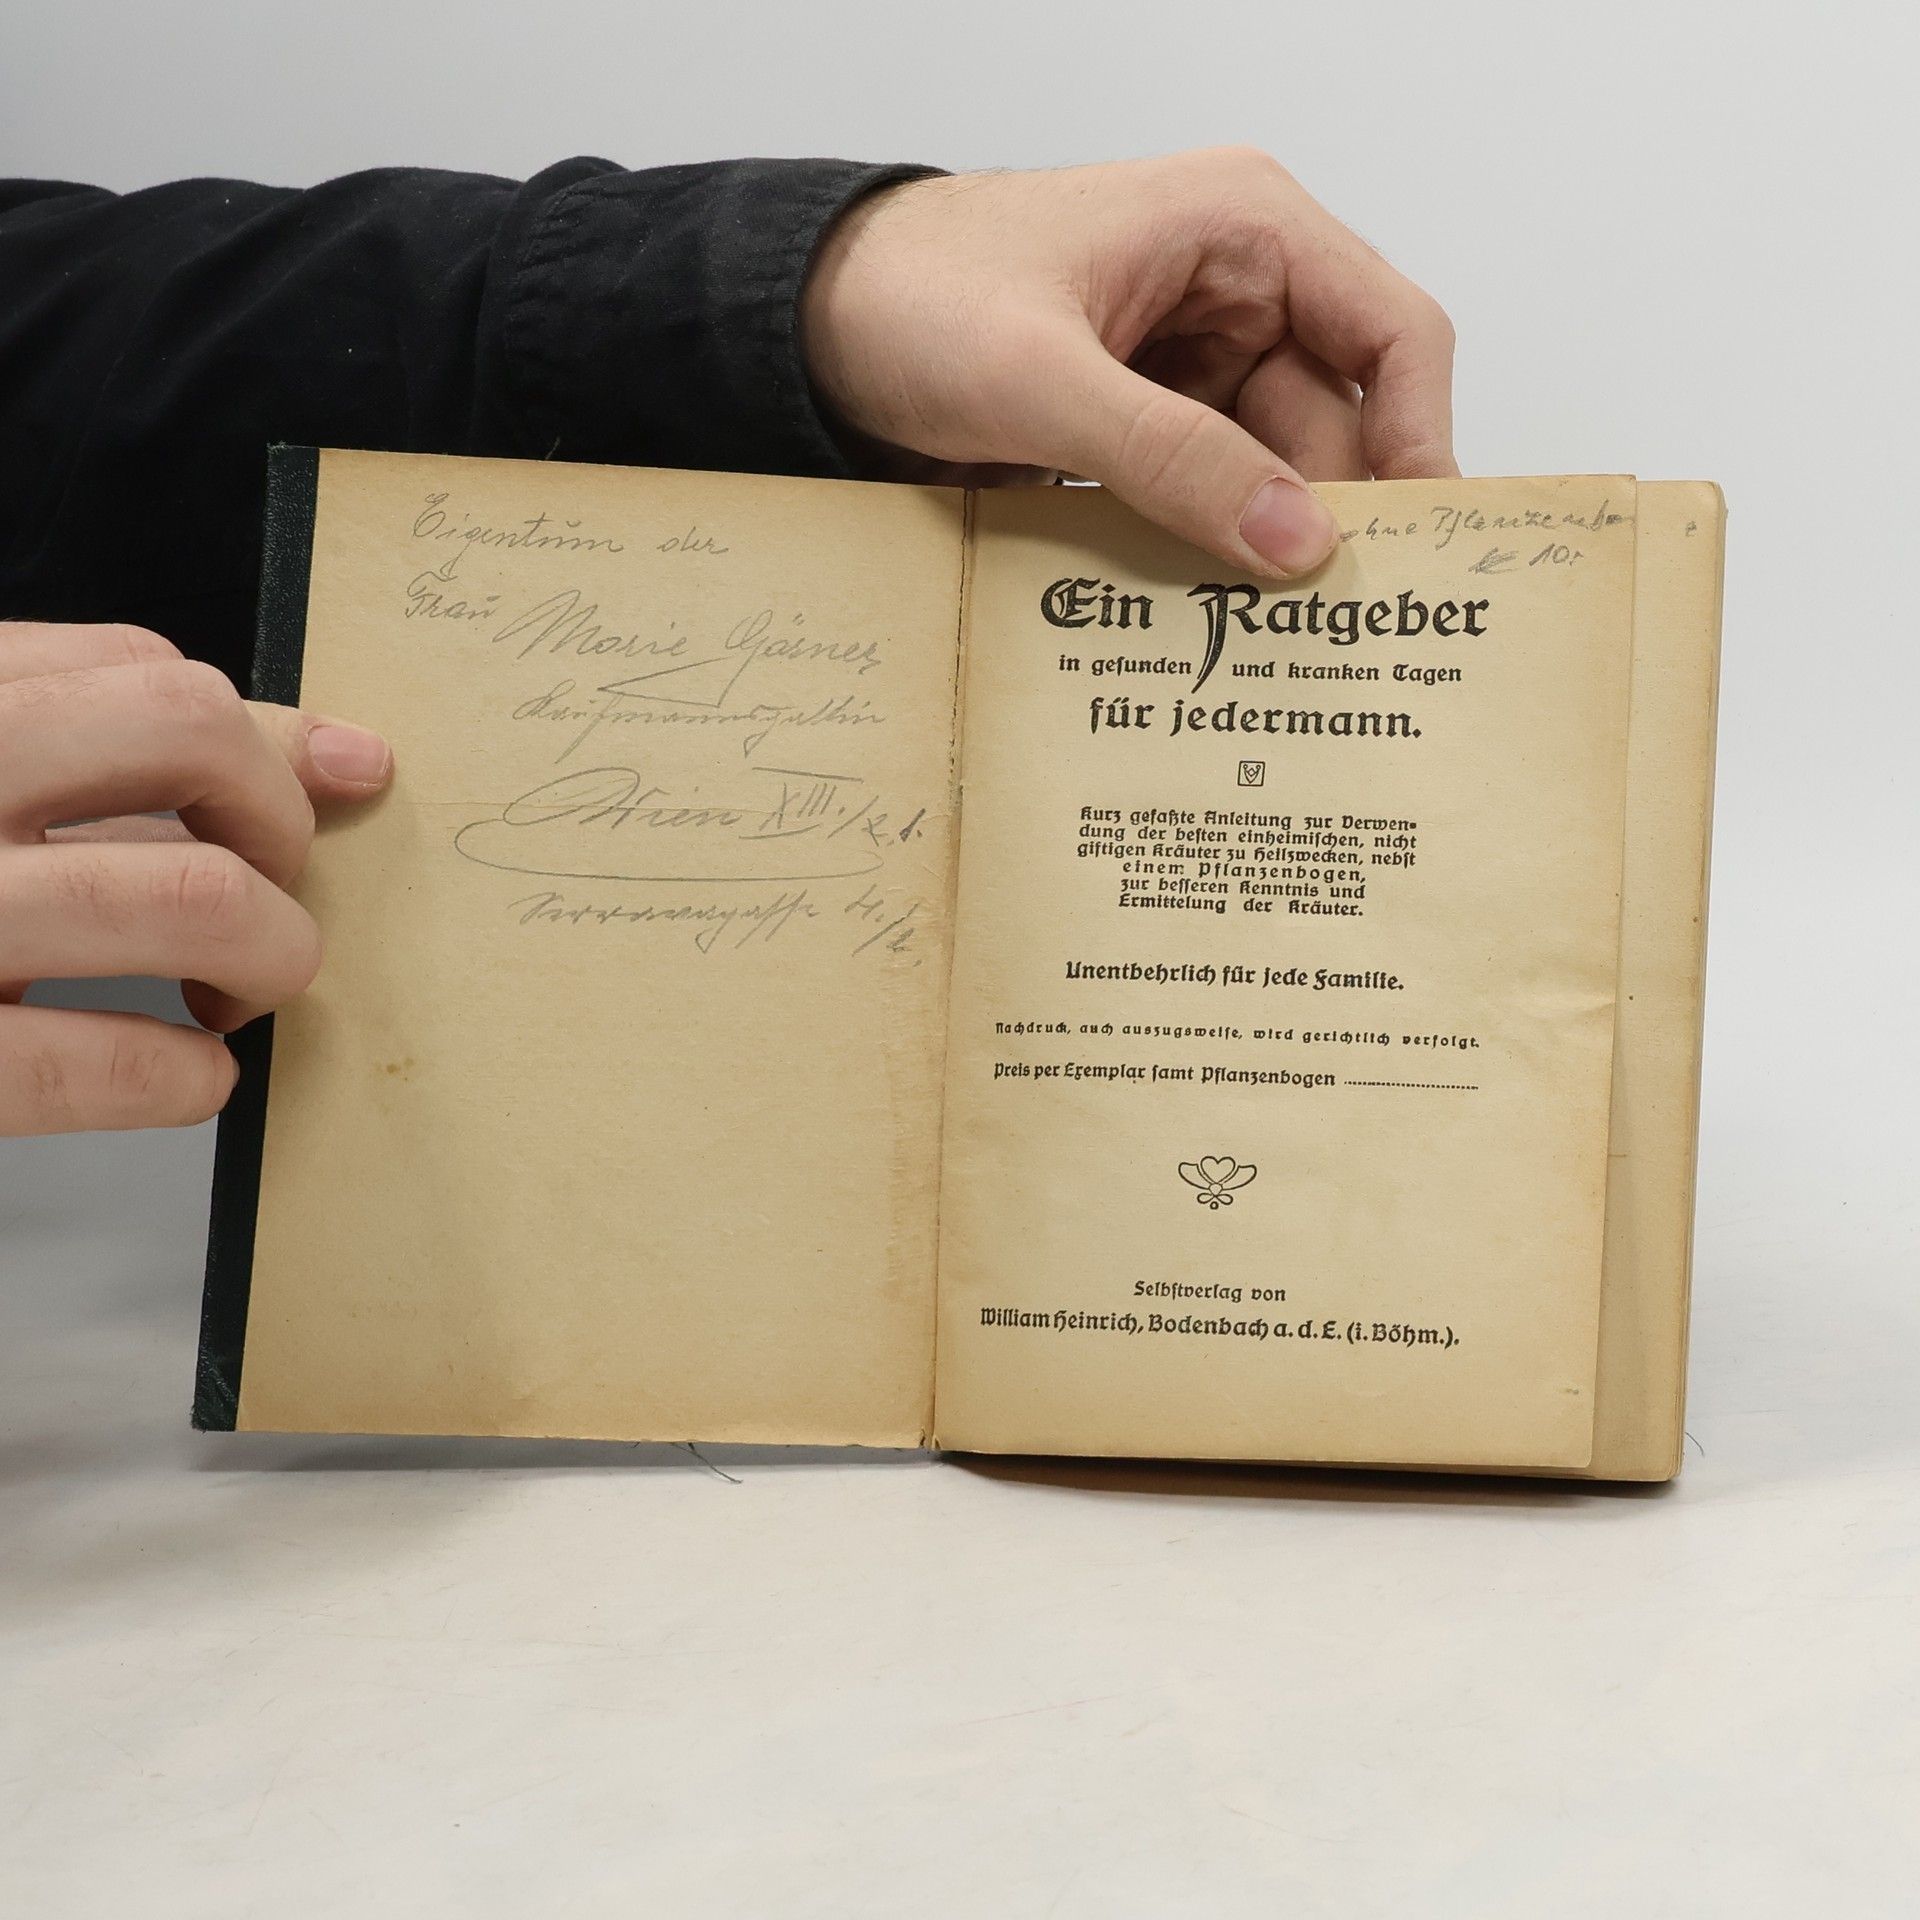 Eigentum der
Frau Marie
Kaufmannsgattin
Wien XIII./
4./
ohne
10.-
Ein Ratgeber
in geſunden und kranken Tagen
für jedermann.
Kurz gefaßte Anleitung zur Verwen-
dung der beſten einheimiſchen, nicht
giftigen Kräuter zu Heilzwecken, nebſt
einem Pflanzenbogen,
zur beſſeren Kenntnis und
Ermittelung der Kräuter.
Unentbehrlich für jede Familie.
Nachdruck, auch auszugsweiſe, wird gerichtlich verfolgt.
Preis per Exemplar ſamt Pflanzenbogen ........................
Selbſtverlag von
William Heinrich, Bodenbach a. d. E. (i. Böhm.).